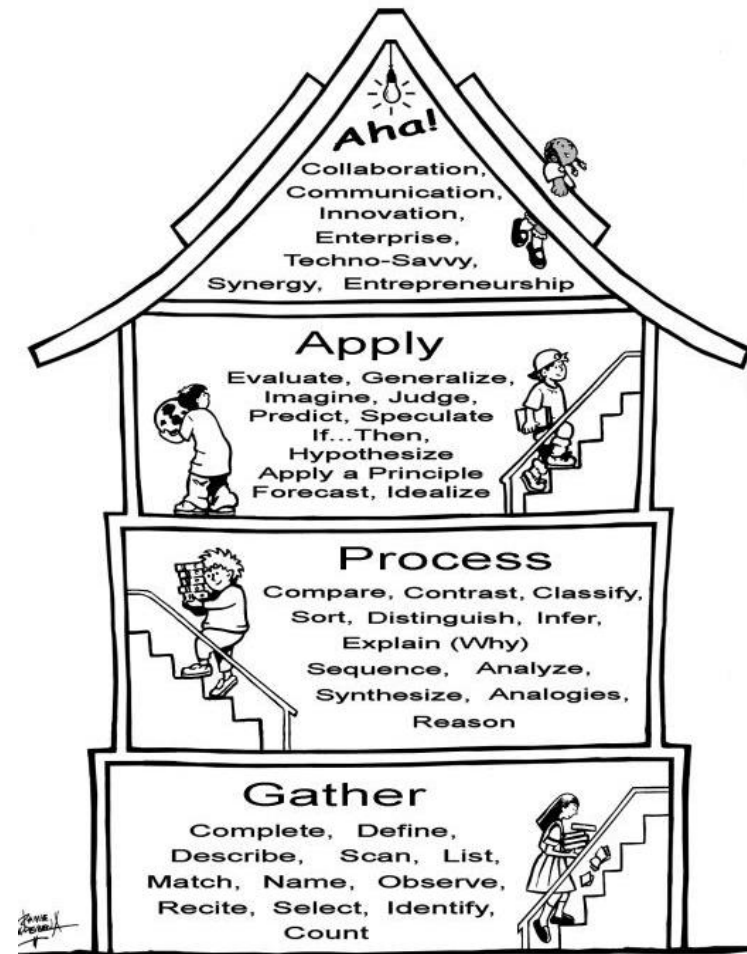 Aha!
Collaboration,
Communication,
Innovation,
Enterprise,
Techno-Savvy,
Synergy, Entrepreneurship
Apply
Evaluate, Generalize,
Imagine, Judge,
Predict, Speculate
If...Then,
Hypothesize
Apply a Principle
Forecast, Idealize
Process
Compare, Contrast, Classify,
Sort, Distinguish, Infer,
Explain (Why)
Sequence, Analyze,
Synthesize, Analogies,
Reason
Gather
Complete, Define,
Describe, Scan, List,
Match, Name, Observe,
Recite, Select, Identify,
Count